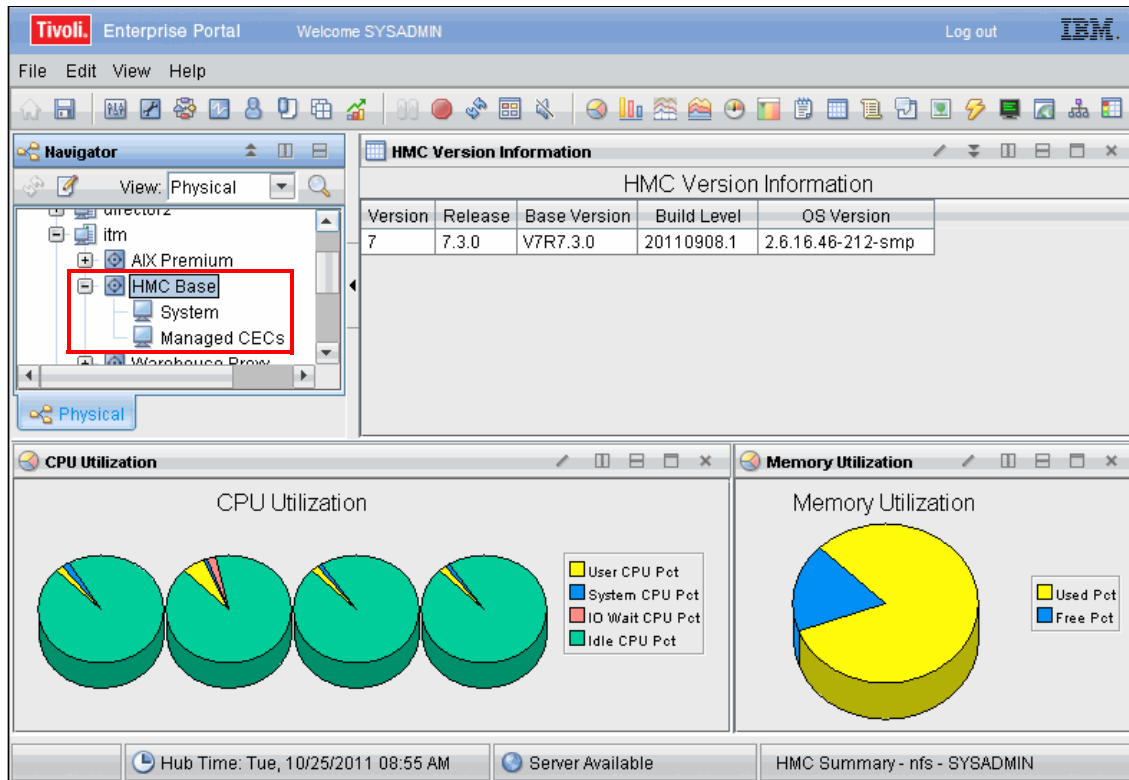 Tivoli. Enterprise Portal Welcome SYSADMIN Log out IBM.
File Edit View Help
Navigator
View: Physical
director2
itm
AIX Premium
HMC Base
System
Managed CECs
Warehouse Proxy
Physical
HMC Version Information
HMC Version Information
Version Release Base Version Build Level OS Version
7 7.3.0 V7R7.3.0 20110908.1 2.6.16.46-212-smp
CPU Utilization
CPU Utilization
User CPU Pct
System CPU Pct
IO Wait CPU Pct
Idle CPU Pct
Memory Utilization
Memory Utilization
Used Pct
Free Pct
Hub Time: Tue, 10/25/2011 08:55 AM Server Available HMC Summary - nfs - SYSADMIN